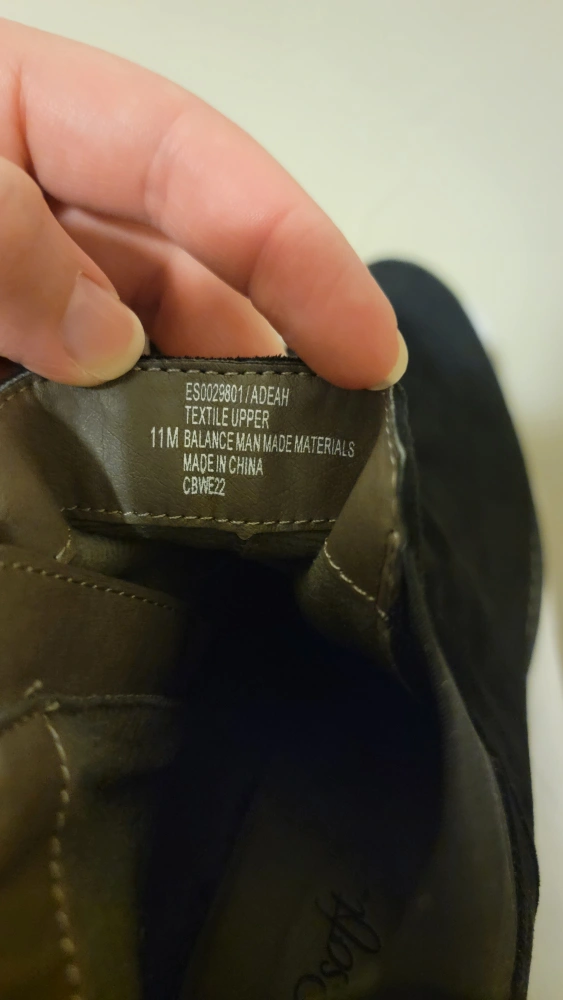 ES0029801 / ADEAH
TEXTILE UPPER
11M BALANCE MAN MADE MATERIALS
MADE IN CHINA
CBWE22